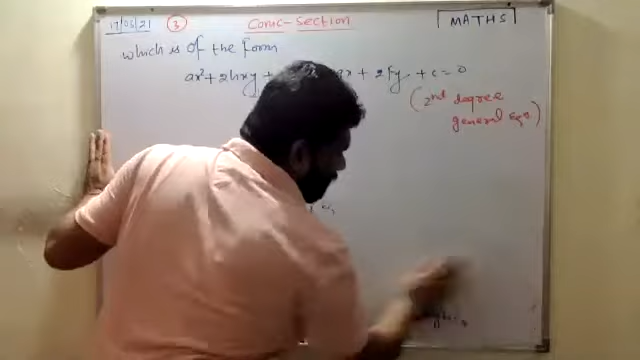 17/05/21 3 Conic-Section MATHS
which is of the form
ax² + 2hxy + + 2fy + c = 0
(2nd degree
general Eqn)